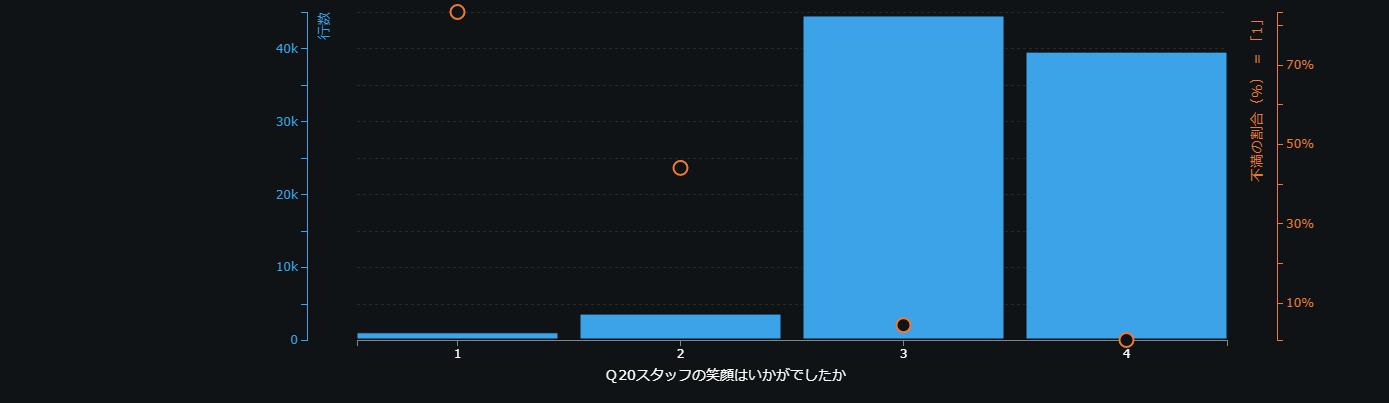 行数
40k
30k
20k
10k
0
不満の割合（%） = 「1」
70%
50%
30%
10%
1
2
3
4
Q20スタッフの笑顔はいかがでしたか